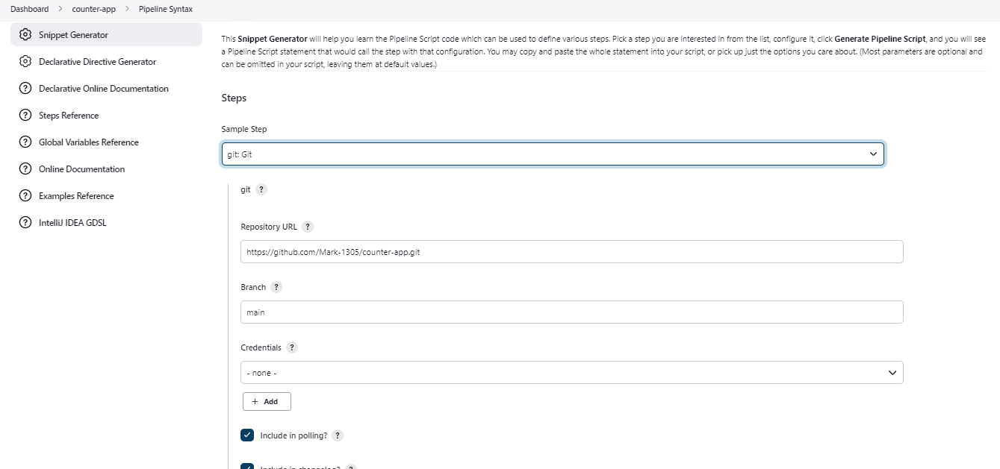 Dashboard > counter-app > Pipeline Syntax
Snippet Generator
Declarative Directive Generator
Declarative Online Documentation
Steps Reference
Global Variables Reference
Online Documentation
Examples Reference
IntelliJ IDEA GDSL
This Snippet Generator will help you learn the Pipeline Script code which can be used to define various steps. Pick a step you are interested in from the list, configure it, click Generate Pipeline Script, and you will see
a Pipeline Script statement that would call the step with that configuration. You may copy and paste the whole statement into your script, or pick up just the options you care about. (Most parameters are optional and
can be omitted in your script, leaving them at default values.)
Steps
Sample Step
git: Git
git ?
Repository URL ?
https://github.com/Mark-1305/counter-app.git
Branch ?
main
Credentials ?
- none -
+ Add
Include in polling? ?
Include in changelog? ?